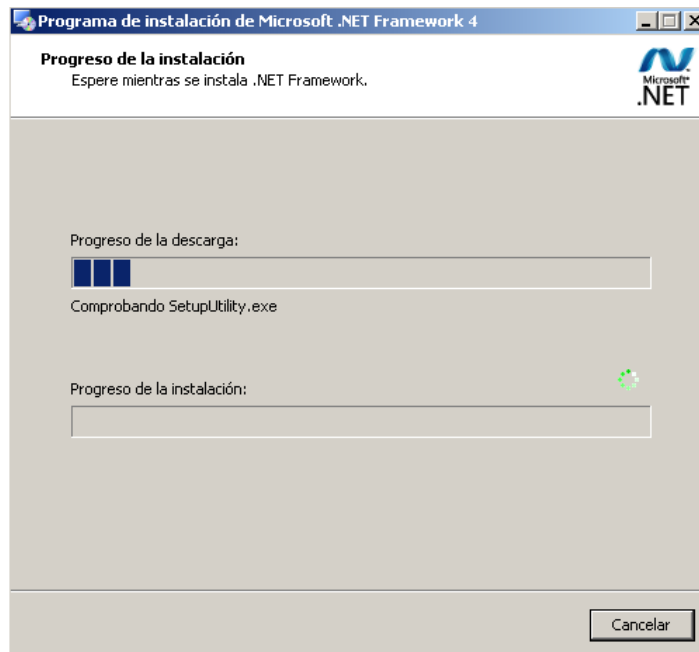 Programa de instalación de Microsoft .NET Framework 4
Progreso de la instalación
Espere mientras se instala .NET Framework.
Microsoft®
.NET
Progreso de la descarga:
Comprobando SetupUtility.exe
Progreso de la instalación:
Cancelar